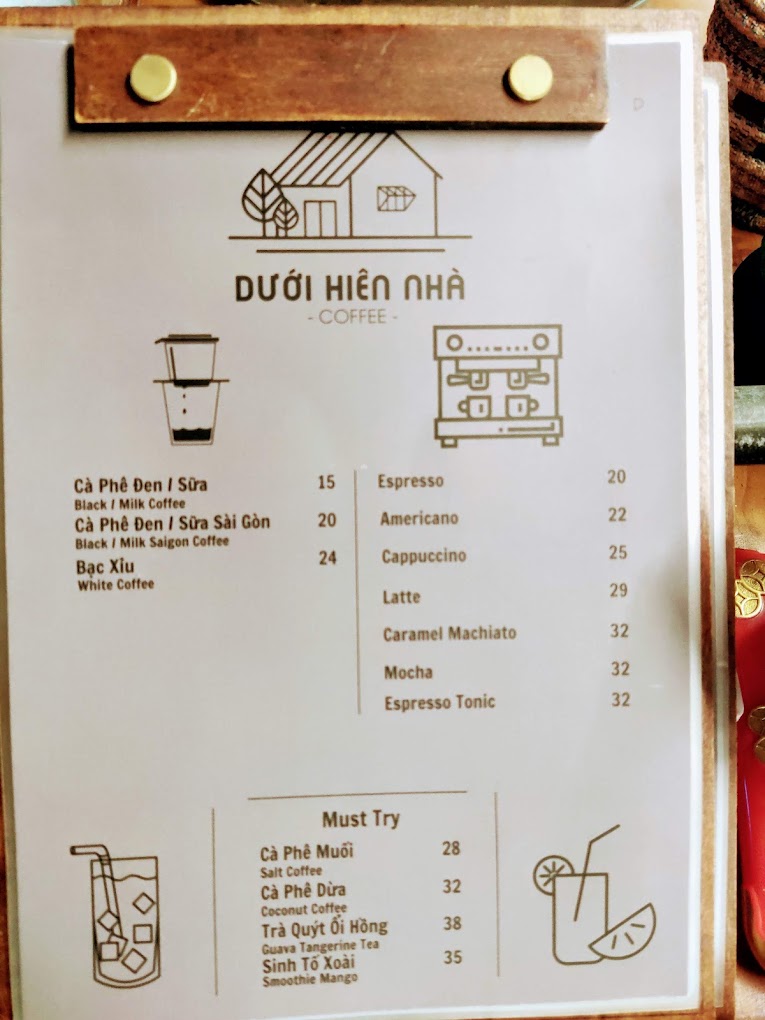 DƯỚI HIÊN NHÀ
- COFFEE -
Cà Phê Đen / Sữa 15
Black / Milk Coffee
Cà Phê Đen / Sữa Sài Gòn 20
Black / Milk Saigon Coffee
Bạc Xỉu 24
White Coffee
Espresso 20
Americano 22
Cappuccino 25
Latte 29
Caramel Machiato 32
Mocha 32
Espresso Tonic 32
Must Try
Cà Phê Muối 28
Salt Coffee
Cà Phê Dừa 32
Coconut Coffee
Trà Quýt Ổi Hồng 38
Guava Tangerine Tea
Sinh Tố Xoài 35
Smoothie Mango